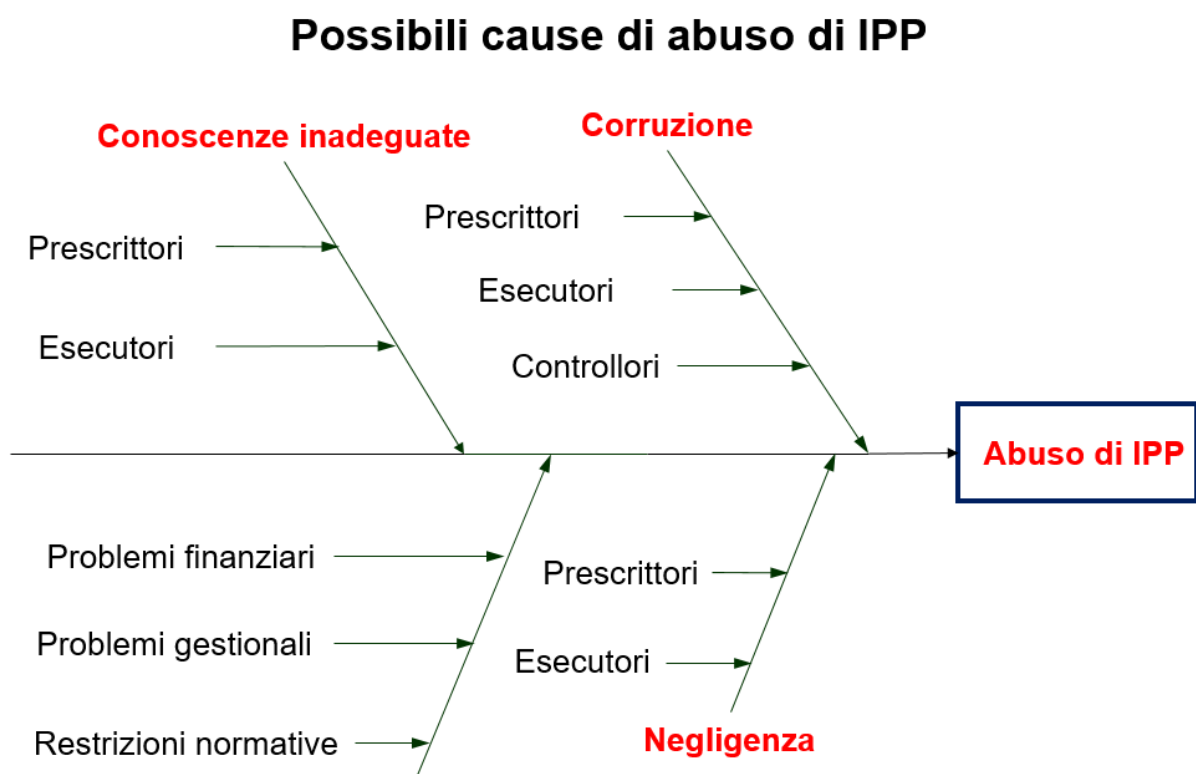 Possibili cause di abuso di IPP
Conoscenze inadeguate
Corruzione
Prescrittori
Esecutori
Prescrittori
Esecutori
Controllori
Abuso di IPP
Problemi finanziari
Problemi gestionali
Restrizioni normative
Prescrittori
Esecutori
Negligenza